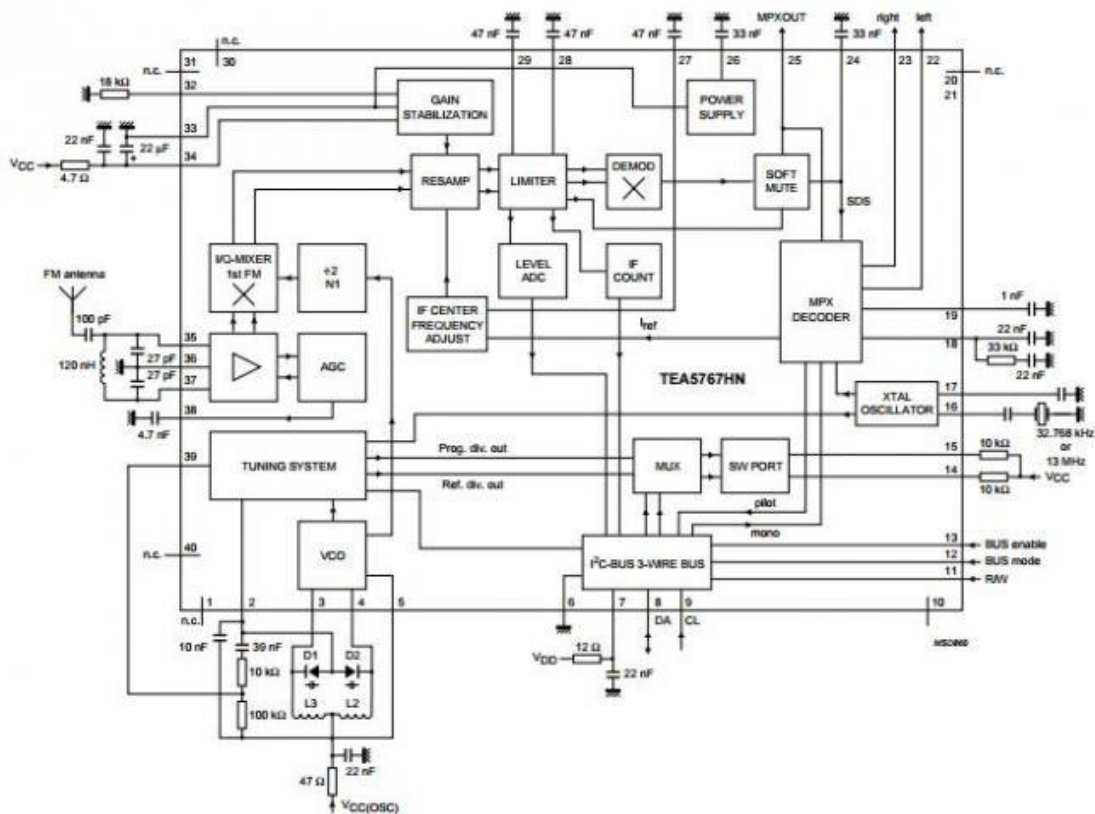 47 nF
47 nF
47 nF
33 nF
MPXOUT
33 nF
right
left
n.c.
31
30
n.c.
29
28
27
26
25
24
23
22
20
n.c.
21
18 kΩ
32
GAIN
STABILIZATION
POWER
SUPPLY
33
22 nF
22 µF
+
34
VCC
4.7 Ω
RESAMP
LIMITER
DEMOD
SOFT
MUTE
SDS
I/Q-MIXER
1st FM
÷2
N1
LEVEL
ADC
IF
COUNT
MPX
DECODER
FM antenna
100 pF
35
IF CENTER
FREQUENCY
ADJUST
Iref
1 nF
19
22 nF
18
33 kΩ
22 nF
27 pF
36
120 nH
27 pF
37
AGC
TEA5767HN
38
4.7 nF
XTAL
OSCILLATOR
17
16
32.768 kHz
or
13 MHz
39
TUNING SYSTEM
Prog. div. out
Ref. div. out
MUX
SW PORT
15
10 kΩ
14
10 kΩ
VCC
pilot
mono
n.c.
40
VCO
I²C-BUS 3-WIRE BUS
13
BUS enable
12
BUS mode
11
R/W
1
n.c.
2
3
4
5
6
7
8
DA
9
CL
10
10 nF
39 nF
D1
D2
10 kΩ
L3
L2
100 kΩ
12 Ω
VDD
22 nF
22 nF
47 Ω
VCC(OSC)